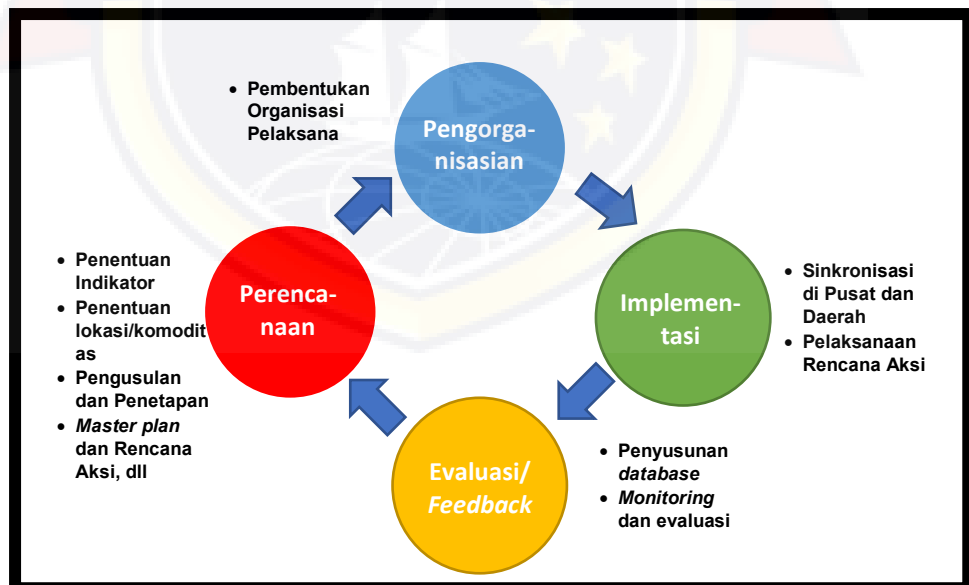 • Pembentukan
Organisasi
Pelaksana
Pengorga-
nisasian
• Penentuan
Indikator
• Penentuan
lokasi/komodit
as
• Pengusulan
dan Penetapan
• Master plan
dan Rencana
Aksi, dll
Perenca-
naan
Implemen-
tasi
• Sinkronisasi
di Pusat dan
Daerah
• Pelaksanaan
Rencana Aksi
Evaluasi/
Feedback
• Penyusunan
database
• Monitoring
dan evaluasi